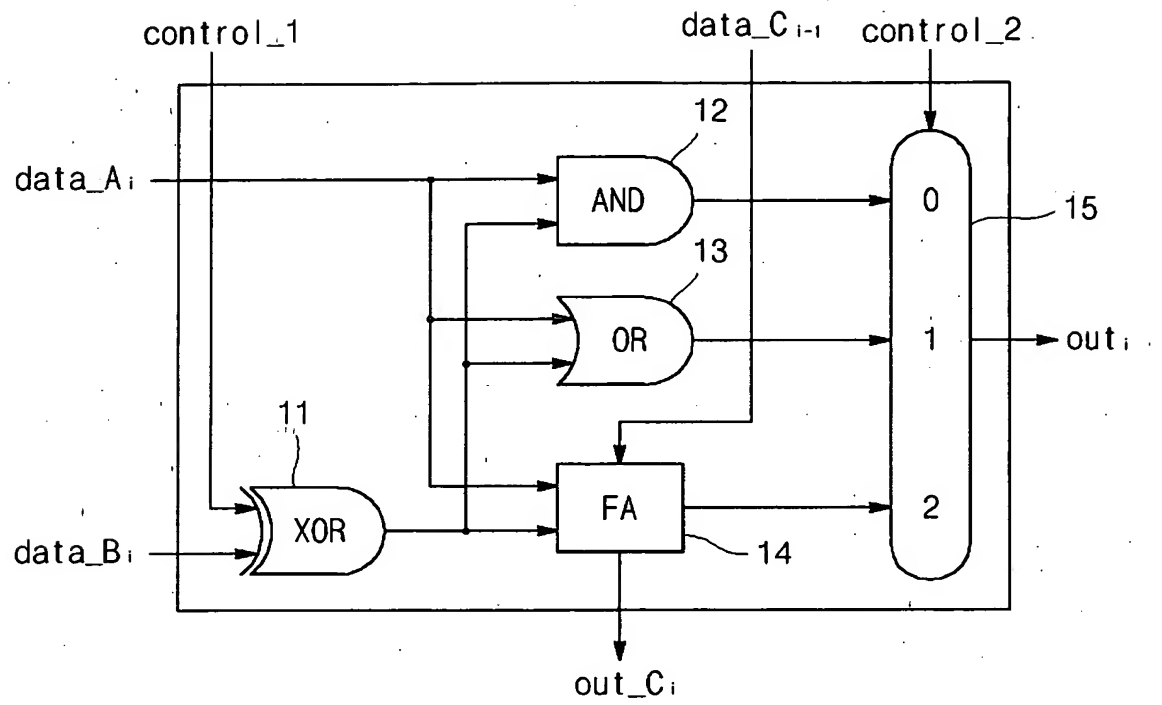 control_1
data_Ci-1
control_2
12
data_Ai
AND
0
15
13
OR
1
outi
11
XOR
FA
2
data_Bi
14
out_Ci